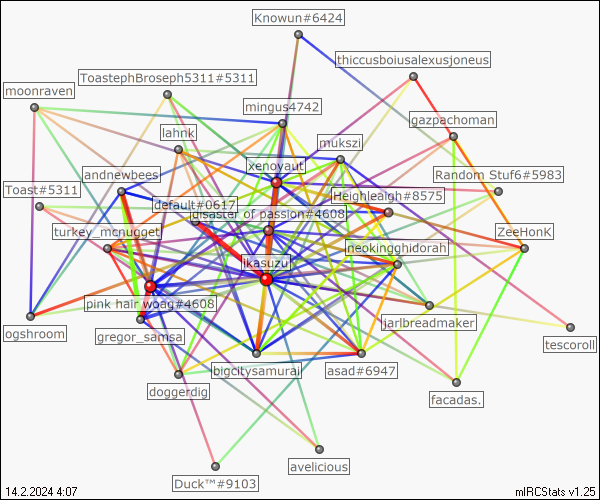 Knowun#6424
thiccusboiusalexusjoneus
ToastephBroseph5311#5311
moonraven
mingus4742
gazpachoman
lahnk
mukszi
xenovaut
andnewbees
Random Stuf6#5983
Toast#5311
Heighleaigh#8575
default#0617
disaster of passion#4608
turkey_mcnugget
ZeeHonK
neokingghidorah
ikasuzu
pink hair woag#4608
jarlbreadmaker
ogshroom
gregor_samsa
tescoroll
bigcitysamurai
asad#6947
doggerdig
facadas.
avelicious
Duck™#9103
14.2.2024 4:07
mIRCStats v1.25